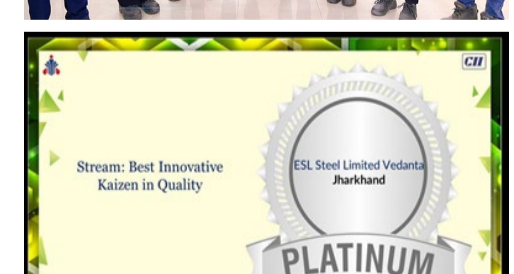 CII
Stream: Best Innovative
Kaizen in Quality
ESL Steel Limited Vedanta
Jharkhand
PLATINUM